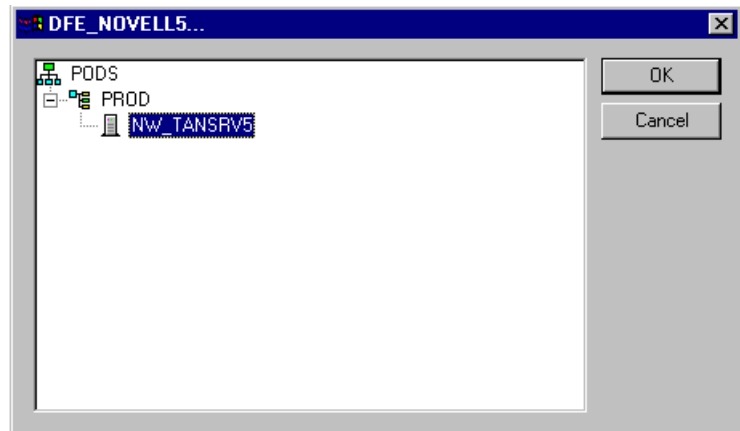 DFE_NOVELL5...
PODS
OK
PROD
NW_TANSRV5
Cancel